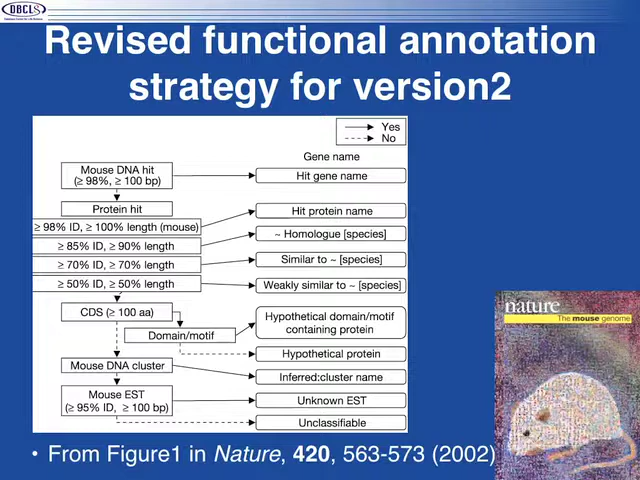 DBCLS
Revised functional annotation
strategy for version2
Yes
No
Gene name
Mouse DNA hit
(≥ 98%, ≥ 100 bp)
Hit gene name
Protein hit
≥ 98% ID, ≥ 100% length (mouse)
Hit protein name
≥ 85% ID, ≥ 90% length
~ Homologue [species]
≥ 70% ID, ≥ 70% length
Similar to ~ [species]
≥ 50% ID, ≥ 50% length
Weakly similar to ~ [species]
CDS (≥ 100 aa)
Domain/motif
Hypothetical domain/motif
containing protein
Hypothetical protein
Mouse DNA cluster
Inferred:cluster name
Mouse EST
(≥ 95% ID, ≥ 100 bp)
Unknown EST
Unclassifiable
nature
The mouse genome
• From Figure1 in Nature, 420, 563-573 (2002)